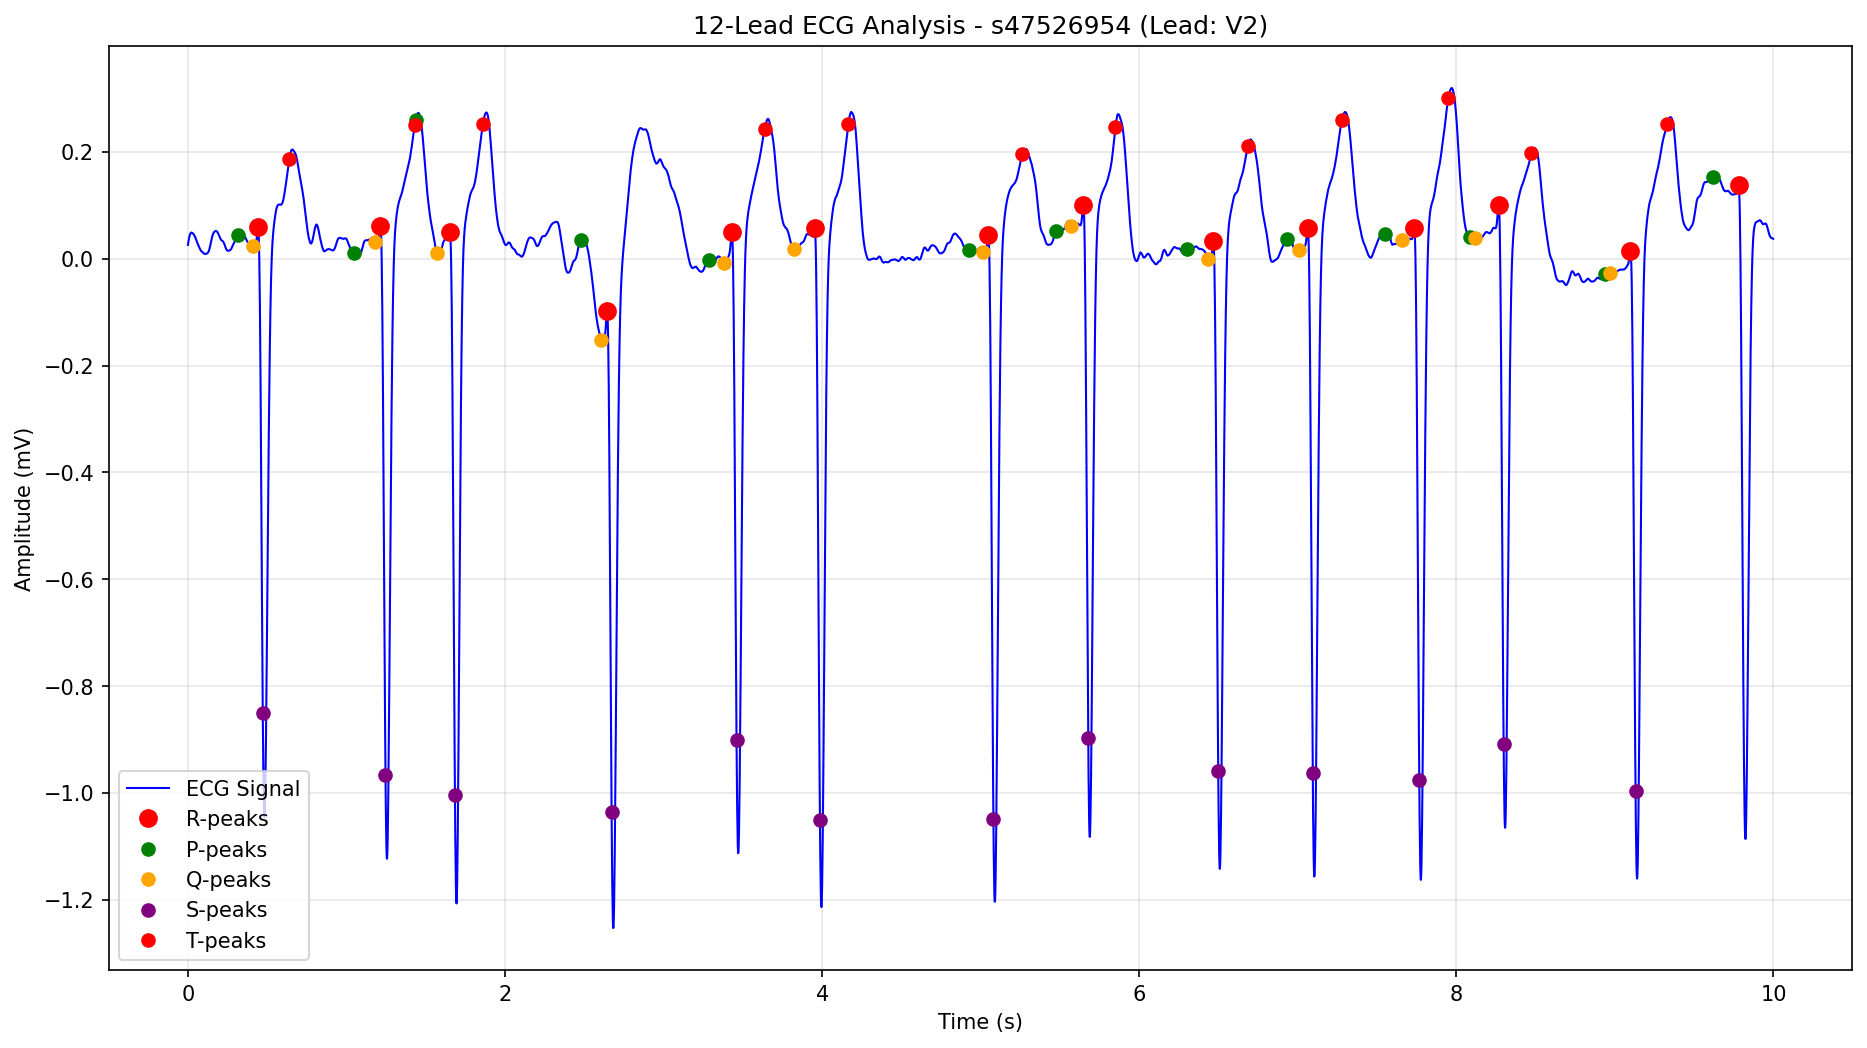 12-Lead ECG Analysis - s47526954 (Lead: V2)
Amplitude (mV)
0.2
0.0
−0.2
−0.4
−0.6
−0.8
−1.0
−1.2
ECG Signal
R-peaks
P-peaks
Q-peaks
S-peaks
T-peaks
0 2 4 6 8 10
Time (s)